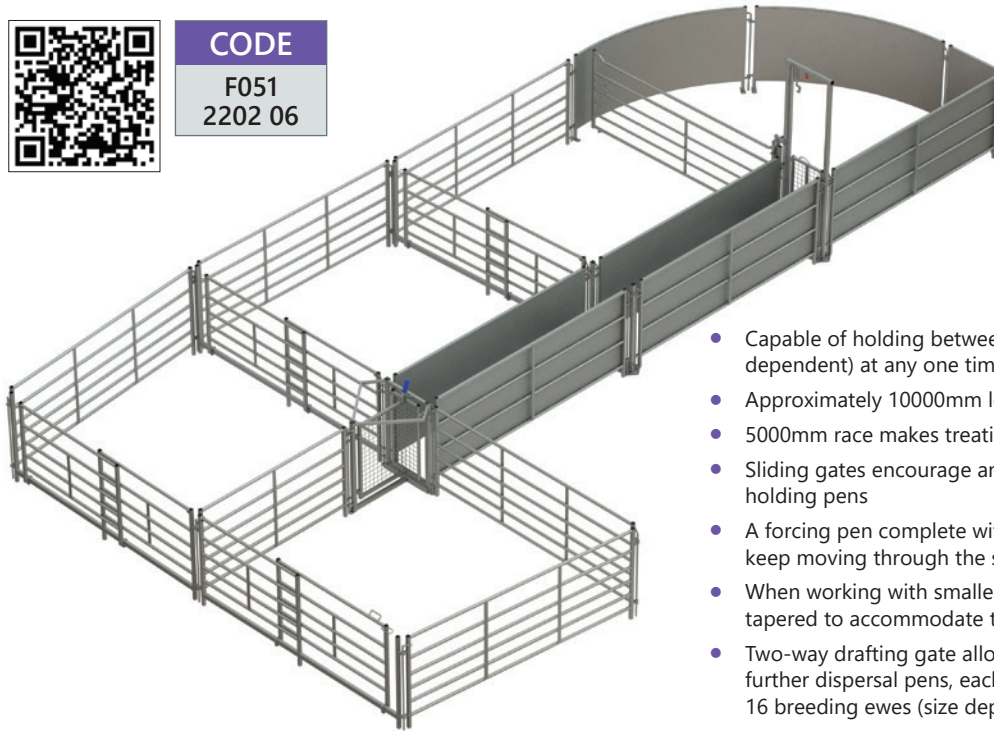 CODE
F051
2202 06
• Capable of holding betwee
dependent) at any one tim
• Approximately 10000mm l
• 5000mm race makes treati
• Sliding gates encourage a
holding pens
• A forcing pen complete wi
keep moving through the s
• When working with smalle
tapered to accommodate t
• Two-way drafting gate allo
further dispersal pens, each
16 breeding ewes (size dep